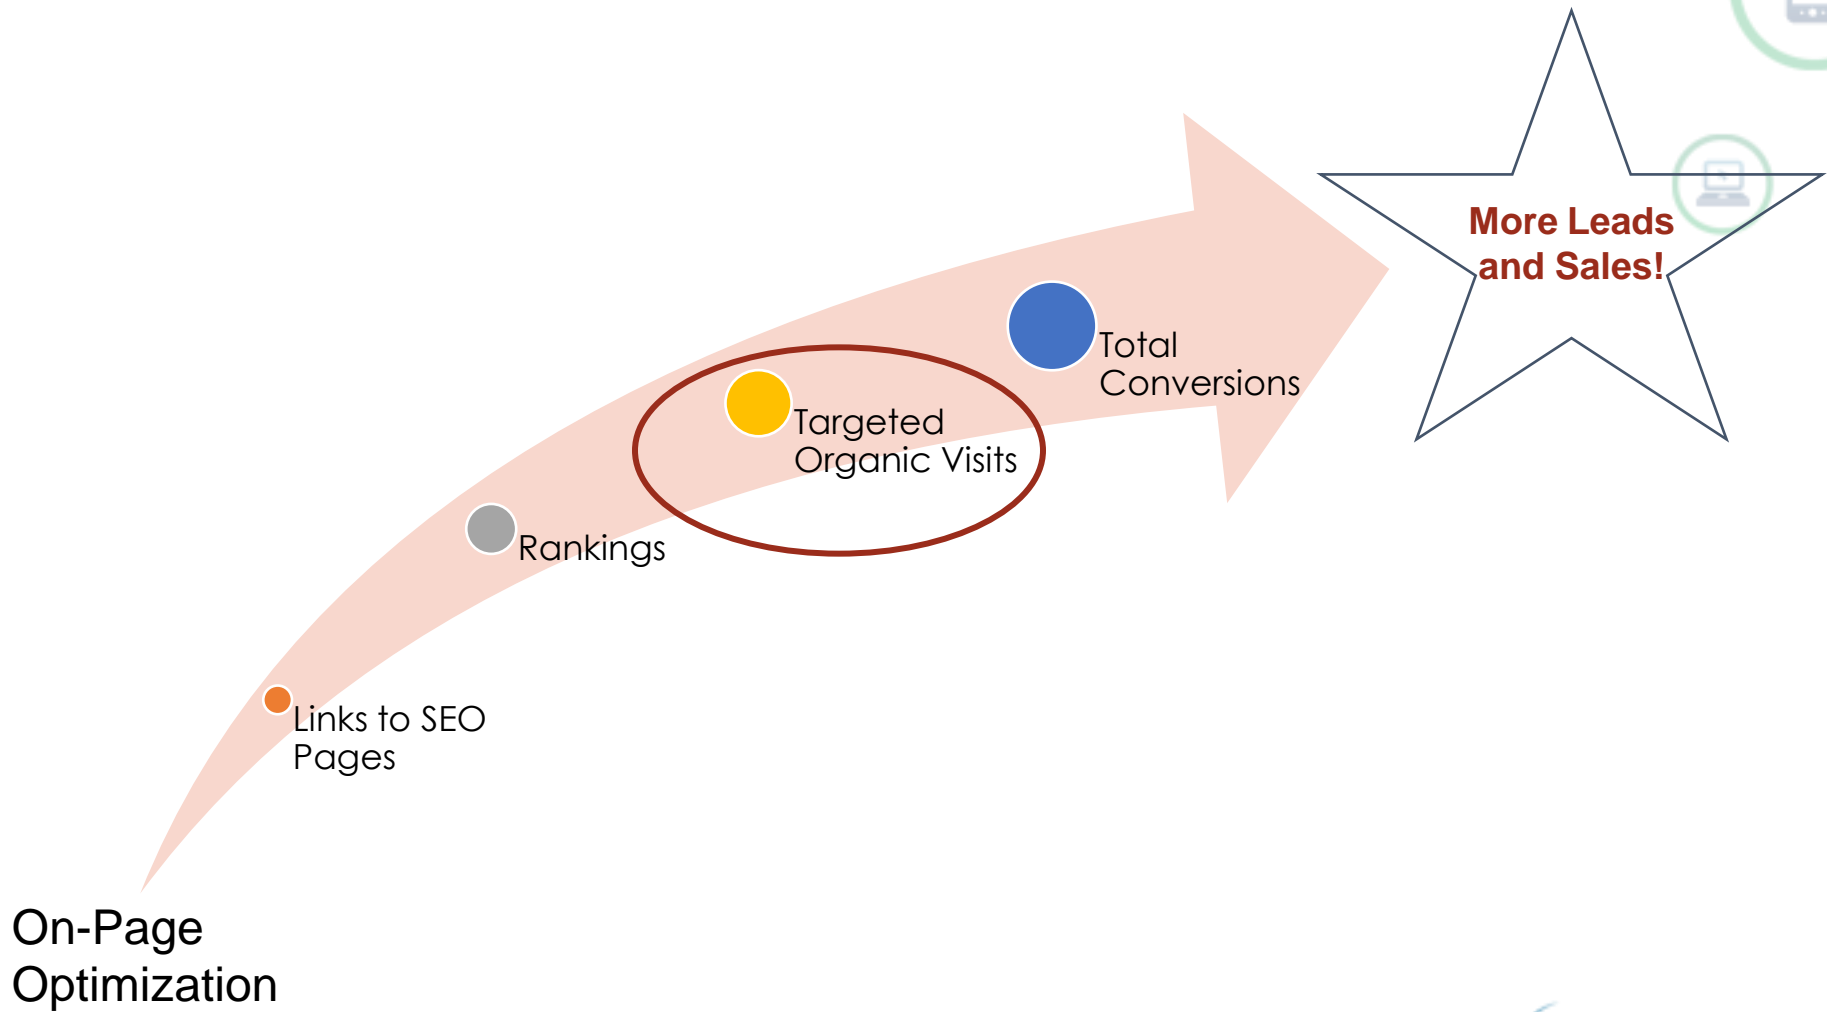 More Leads
and Sales!
Total
Conversions
Targeted
Organic Visits
Rankings
Links to SEO
Pages
On-Page
Optimization